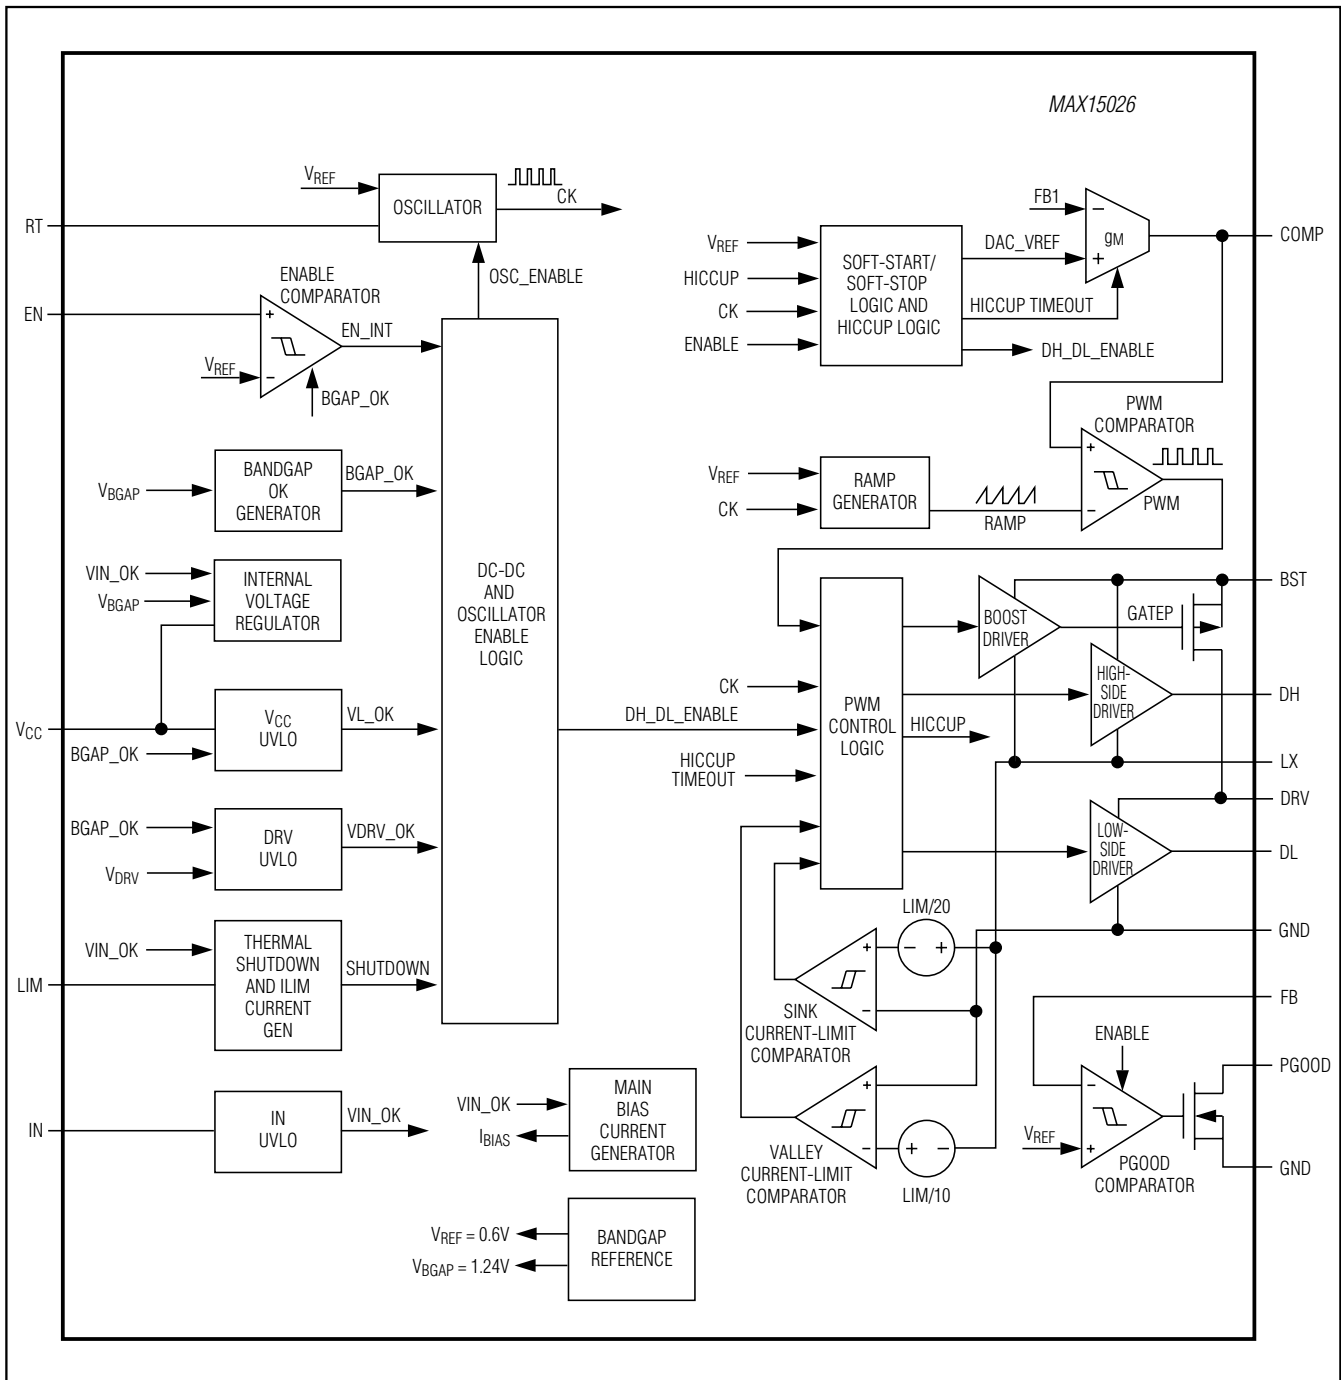 MAX15026
VREF
OSCILLATOR
CK
RT
OSC_ENABLE
ENABLE
COMPARATOR
EN
+
EN_INT
VREF
−
BGAP_OK
FB1
−
gM
+
COMP
VREF
HICCUP
CK
ENABLE
SOFT-START/
SOFT-STOP
LOGIC AND
HICCUP LOGIC
DAC_VREF
HICCUP TIMEOUT
DH_DL_ENABLE
VBGAP
BANDGAP
OK
GENERATOR
BGAP_OK
VREF
CK
RAMP
GENERATOR
RAMP
PWM
COMPARATOR
+
−
PWM
VIN_OK
VBGAP
INTERNAL
VOLTAGE
REGULATOR
DC-DC
AND
OSCILLATOR
ENABLE
LOGIC
VCC
BGAP_OK
VCC
UVLO
VL_OK
BGAP_OK
VDRV
DRV
UVLO
VDRV_OK
VIN_OK
LIM
THERMAL
SHUTDOWN
AND ILIM
CURRENT
GEN
SHUTDOWN
IN
IN
UVLO
VIN_OK
CK
DH_DL_ENABLE
HICCUP
TIMEOUT
PWM
CONTROL
LOGIC
HICCUP
BOOST
DRIVER
GATEP
BST
HIGH-
SIDE
DRIVER
DH
LX
DRV
LOW-
SIDE
DRIVER
DL
GND
LIM/20
+
− +
−
SINK
CURRENT-LIMIT
COMPARATOR
+
−
+ −
LIM/10
VALLEY
CURRENT-LIMIT
COMPARATOR
FB
ENABLE
−
VREF
+
PGOOD
COMPARATOR
PGOOD
GND
VIN_OK
IBIAS
MAIN
BIAS
CURRENT
GENERATOR
VREF = 0.6V
VBGAP = 1.24V
BANDGAP
REFERENCE